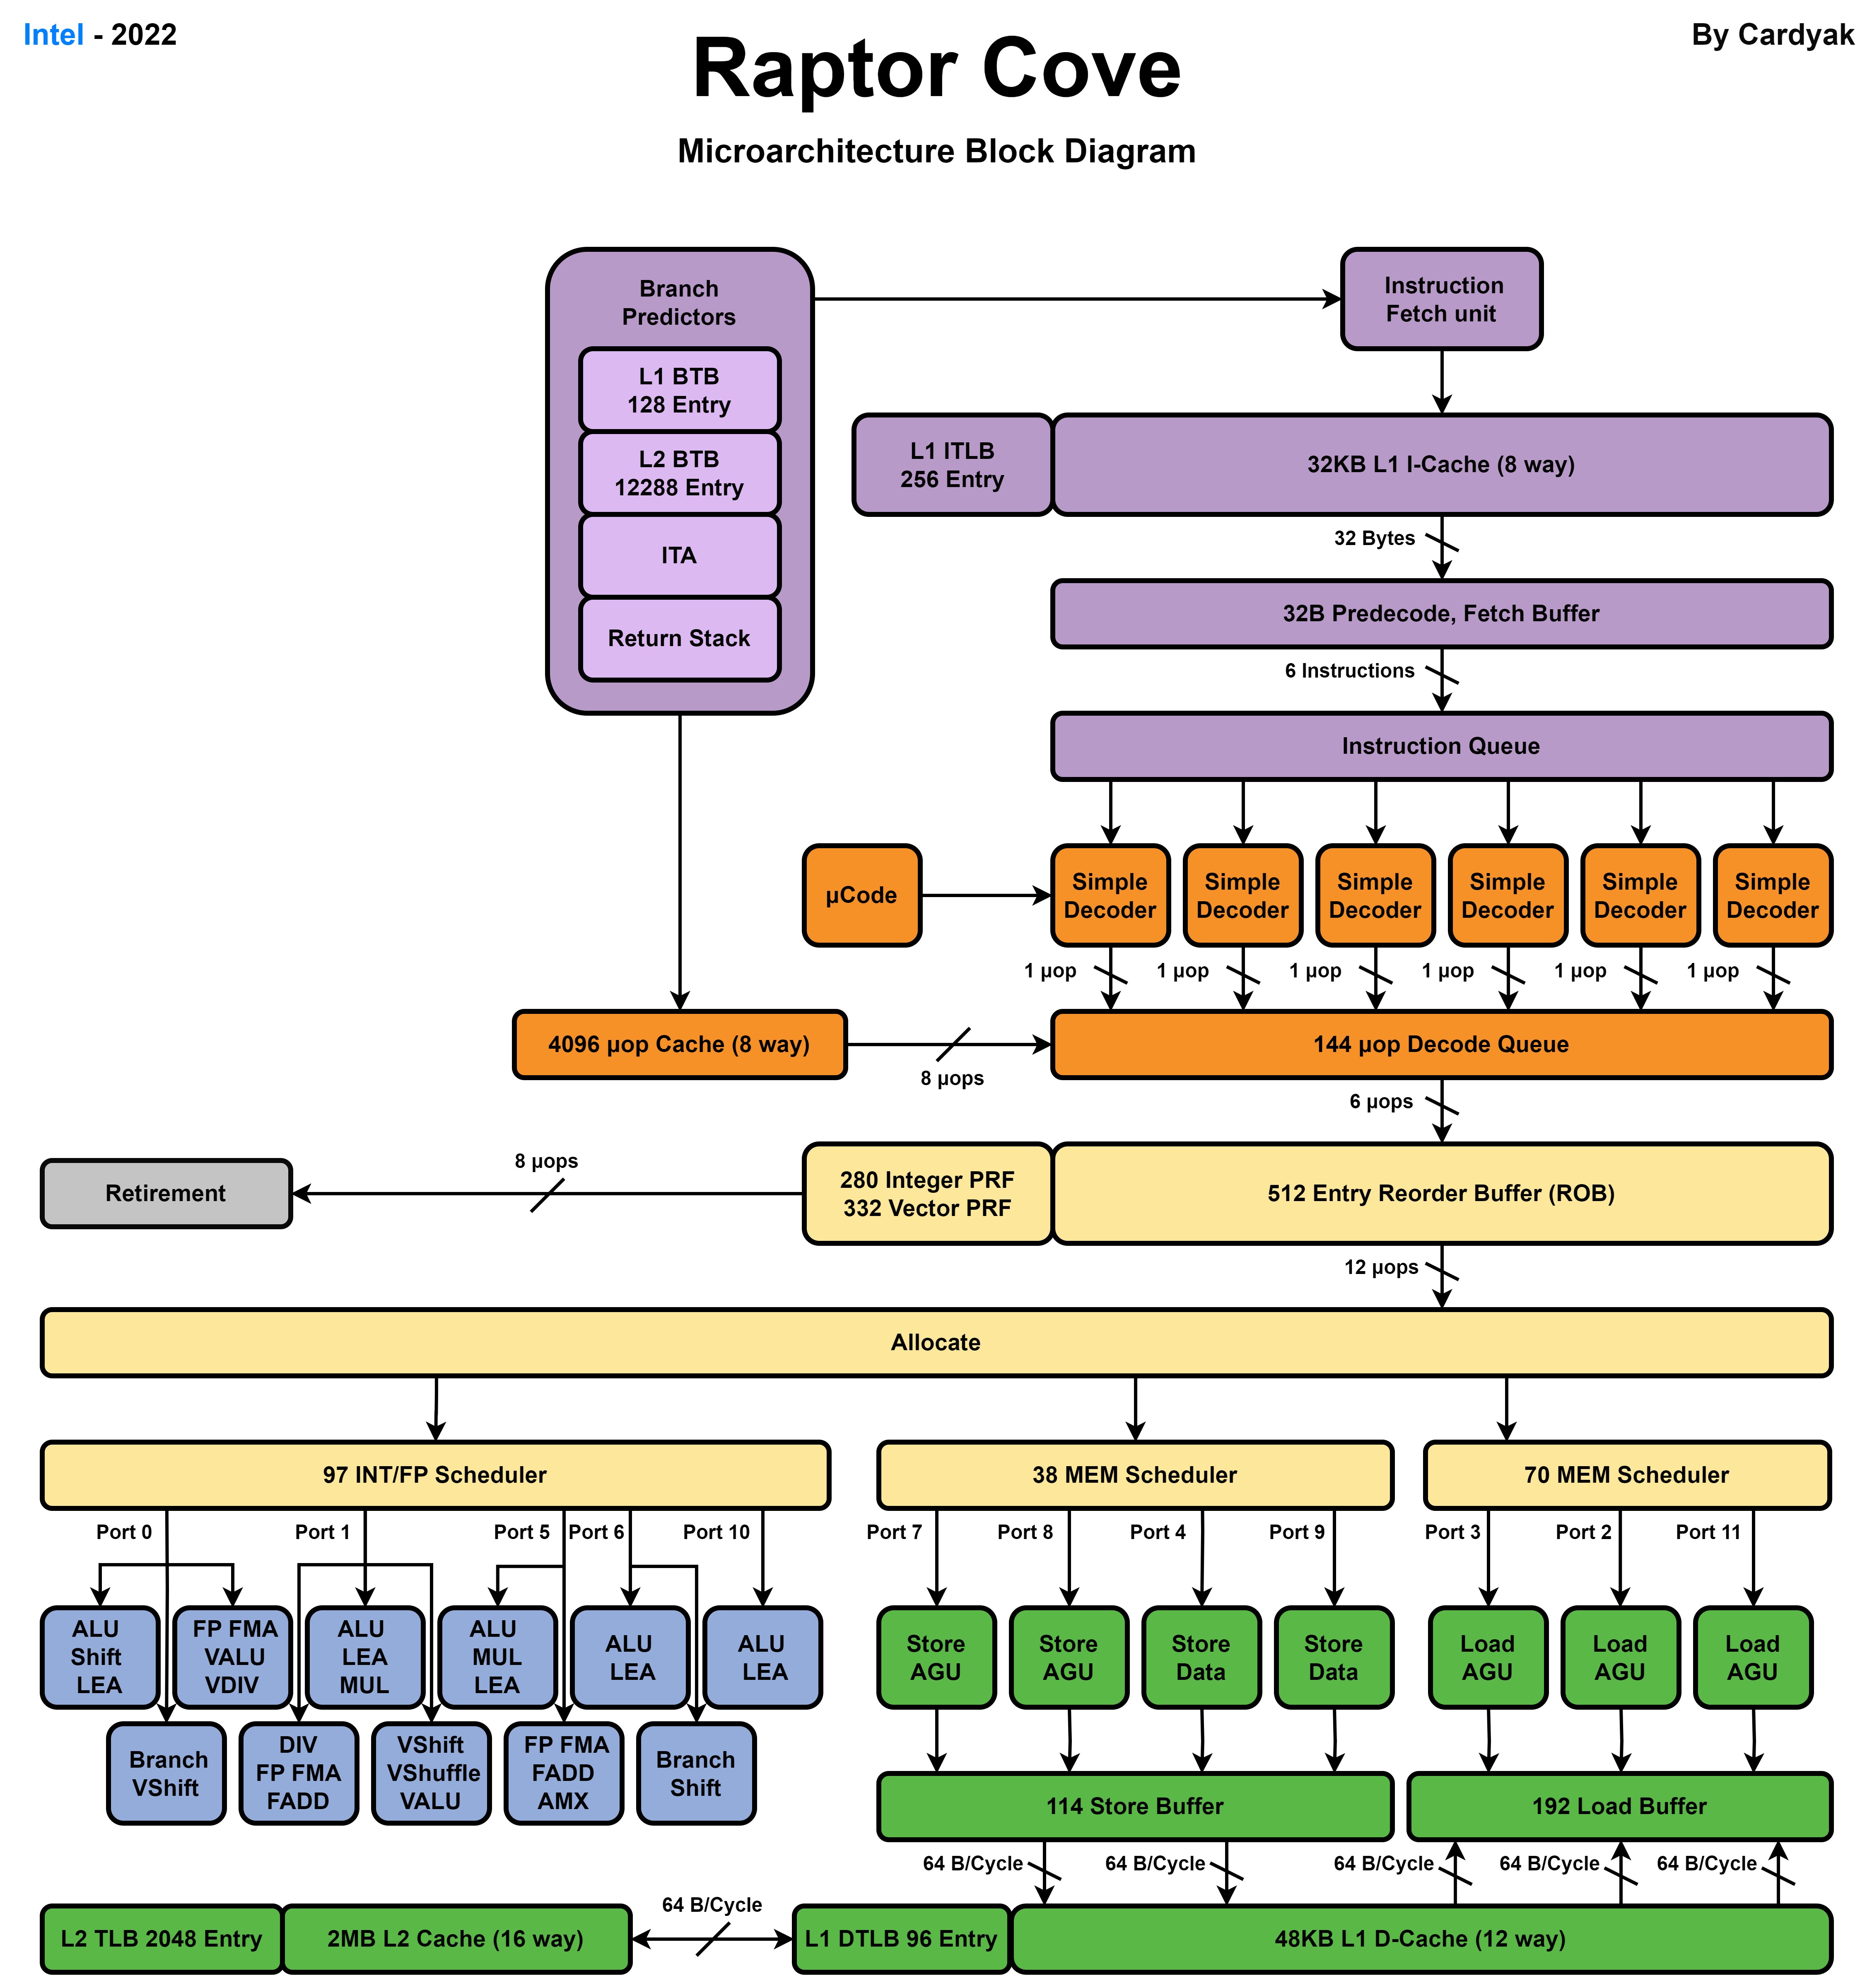 Intel - 2022
By Cardyak
Raptor Cove
Microarchitecture Block Diagram
Branch
Predictors
L1 BTB
128 Entry
L2 BTB
12288 Entry
ITA
Return Stack
Instruction
Fetch unit
L1 ITLB
256 Entry
32KB L1 I-Cache (8 way)
32 Bytes
32B Predecode, Fetch Buffer
6 Instructions
Instruction Queue
µCode
Simple
Decoder
Simple
Decoder
Simple
Decoder
Simple
Decoder
Simple
Decoder
Simple
Decoder
1 µop
1 µop
1 µop
1 µop
1 µop
1 µop
4096 µop Cache (8 way)
8 µops
144 µop Decode Queue
6 µops
Retirement
8 µops
280 Integer PRF
332 Vector PRF
512 Entry Reorder Buffer (ROB)
12 µops
Allocate
97 INT/FP Scheduler
38 MEM Scheduler
70 MEM Scheduler
Port 0
Port 1
Port 5
Port 6
Port 10
Port 7
Port 8
Port 4
Port 9
Port 3
Port 2
Port 11
ALU
Shift
LEA
FP FMA
VALU
VDIV
ALU
LEA
MUL
ALU
MUL
LEA
ALU
LEA
ALU
LEA
Store
AGU
Store
AGU
Store
Data
Store
Data
Load
AGU
Load
AGU
Load
AGU
Branch
VShift
DIV
FP FMA
FADD
VShift
VShuffle
VALU
FP FMA
FADD
AMX
Branch
Shift
114 Store Buffer
192 Load Buffer
64 B/Cycle
64 B/Cycle
64 B/Cycle
64 B/Cycle
64 B/Cycle
L2 TLB 2048 Entry
2MB L2 Cache (16 way)
64 B/Cycle
L1 DTLB 96 Entry
48KB L1 D-Cache (12 way)